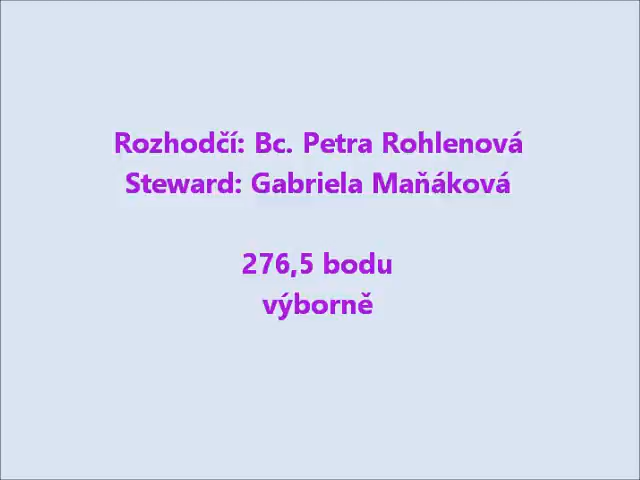 Rozhodčí: Bc. Petra Rohlenová
Steward: Gabriela Maňáková
276,5 bodu
výborně